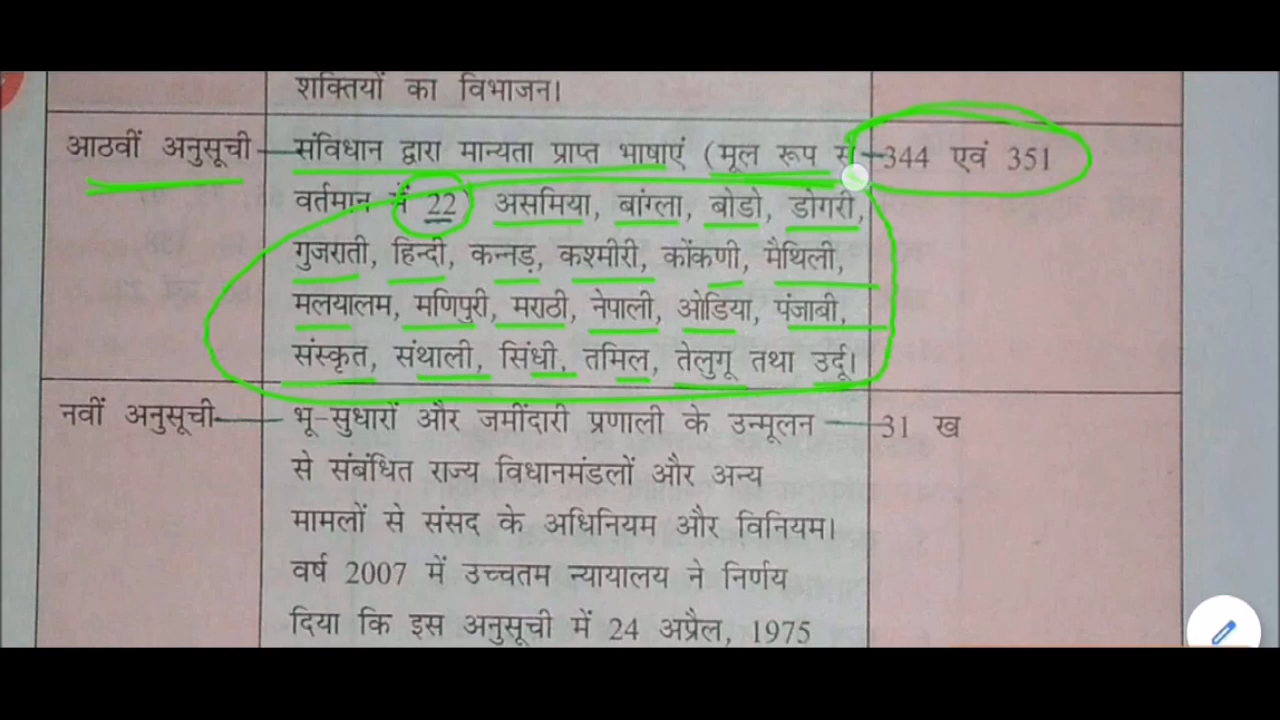 शक्तियों का विभाजन।
आठवीं अनुसूची — संविधान द्वारा मान्यता प्राप्त भाषाएं (मूल रूप से — 344 एवं 351
वर्तमान में 22) असमिया, बांग्ला, बोडो, डोगरी,
गुजराती, हिन्दी, कन्नड़, कश्मीरी, कोंकणी, मैथिली,
मलयालम, मणिपुरी, मराठी, नेपाली, ओडिया, पंजाबी,
संस्कृत, संथाली, सिंधी, तमिल, तेलुगू तथा उर्दू।
नवीं अनुसूची — भू-सुधारों और जमींदारी प्रणाली के उन्मूलन — 31 ख
से संबंधित राज्य विधानमंडलों और अन्य
मामलों से संसद के अधिनियम और विनियम।
वर्ष 2007 में उच्चतम न्यायालय ने निर्णय
दिया कि इस अनुसूची में 24 अप्रैल, 1975